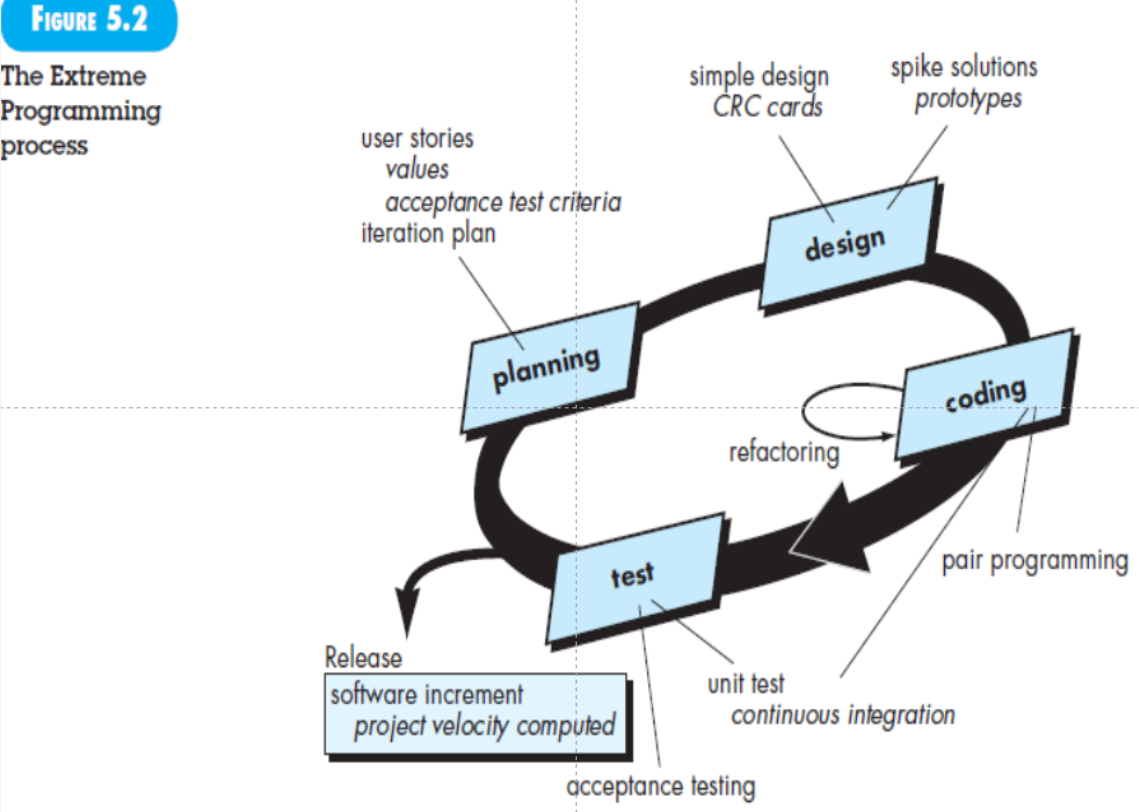 FIGURE 5.2
The Extreme
Programming
process
simple design
CRC cards
spike solutions
prototypes
user stories
values
acceptance test criteria
iteration plan
design
planning
coding
refactoring
test
pair programming
Release
software increment
project velocity computed
unit test
continuous integration
acceptance testing